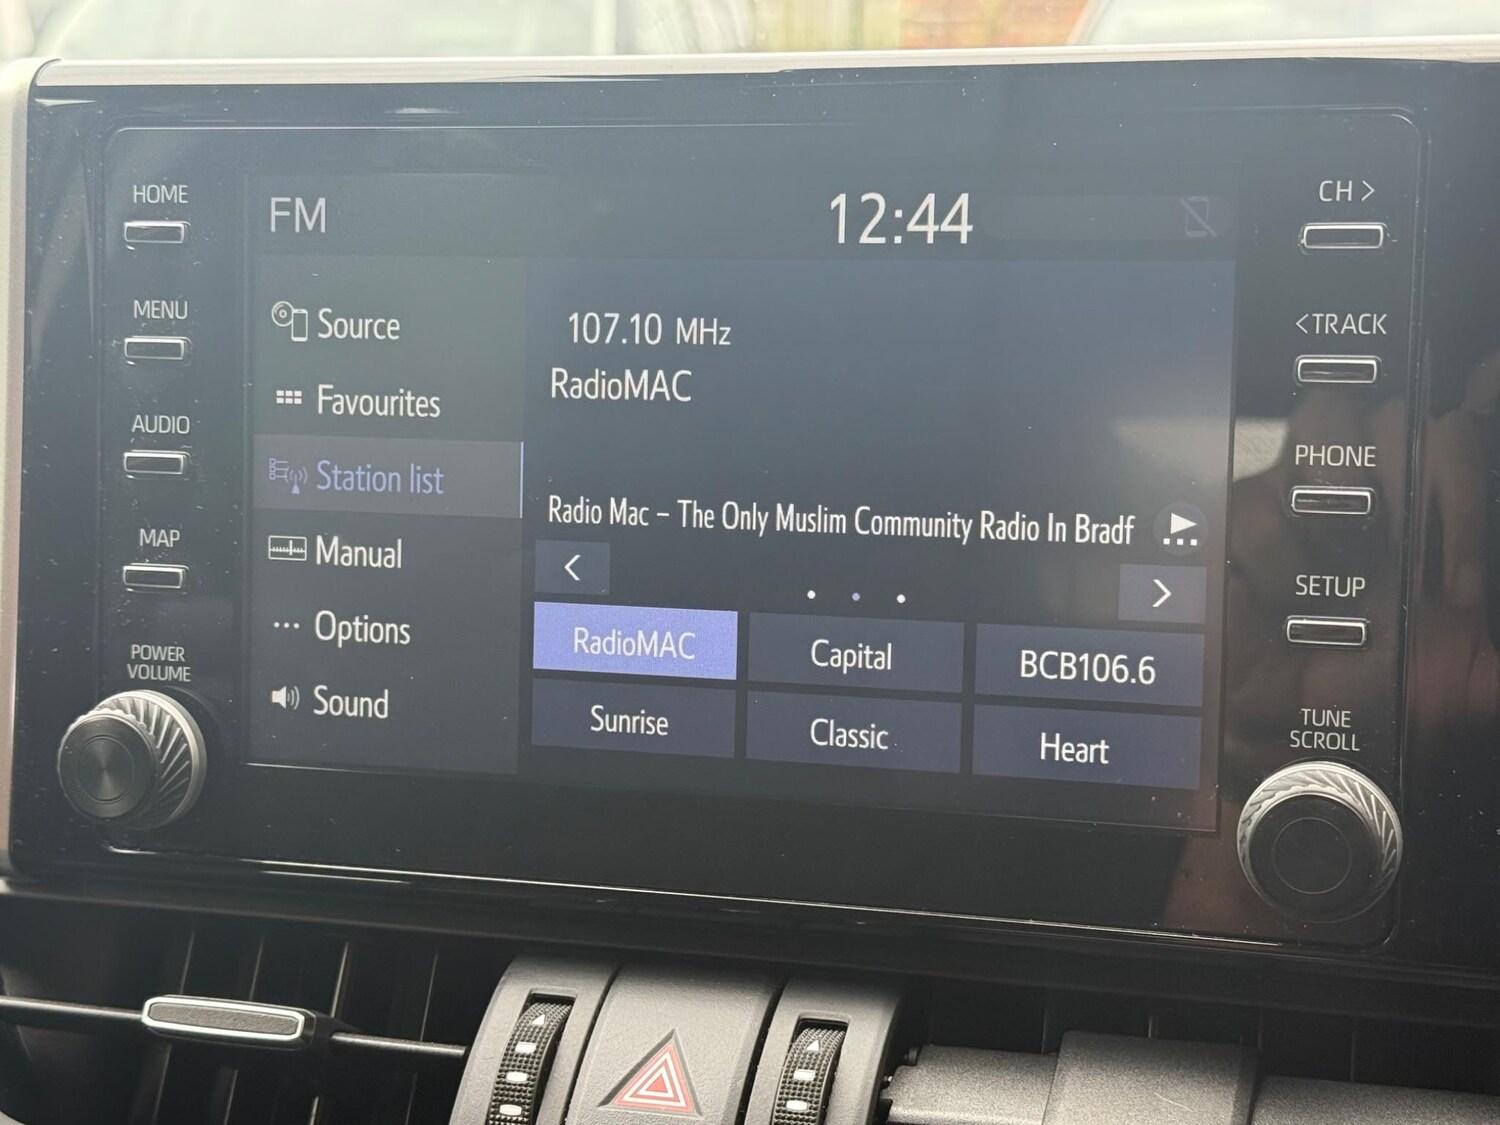 HOME
MENU
AUDIO
MAP
POWER
VOLUME
FM
12:44
Source
Favourites
Station list
Manual
Options
Sound
107.10 MHz
RadioMAC
Radio Mac – The Only Muslim Community Radio In Bradf
RadioMAC
Capital
BCB106.6
Sunrise
Classic
Heart
CH >
< TRACK
PHONE
SETUP
TUNE
SCROLL